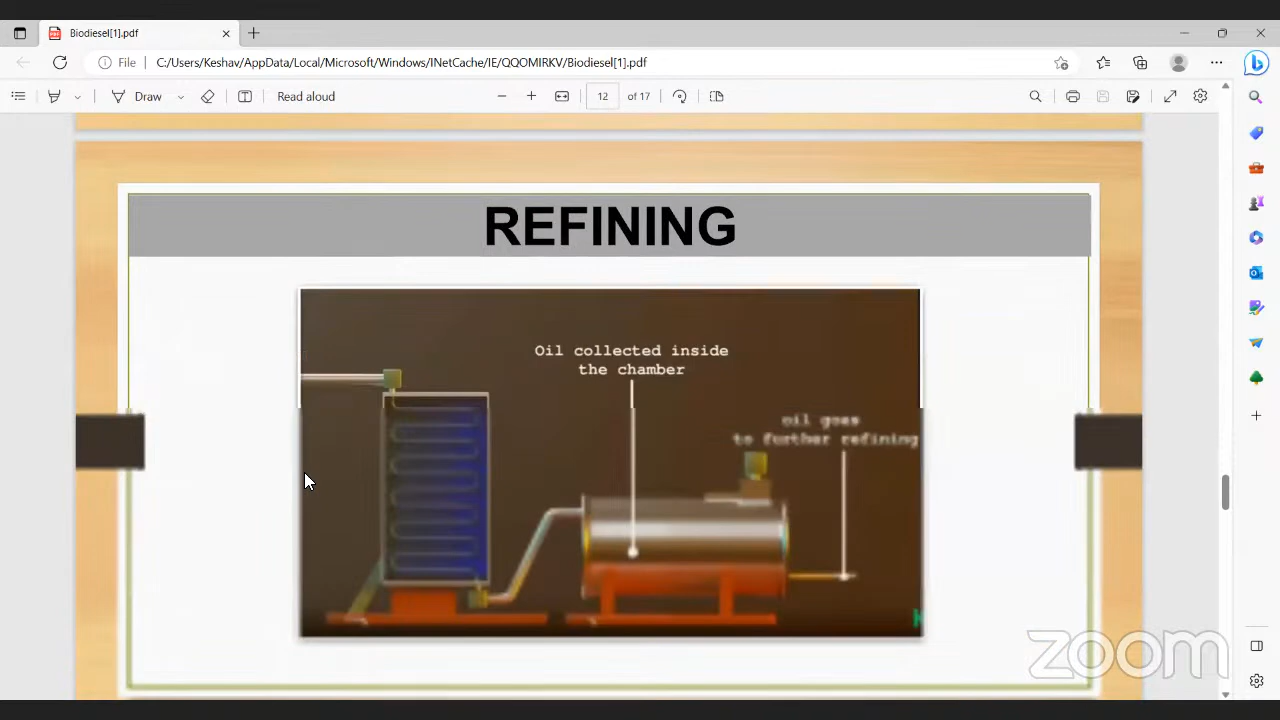 Biodiesel[1].pdf
File
C:/Users/Keshav/AppData/Local/Microsoft/Windows/INetCache/IE/QQOMIRIV/Biodiesel[1].pdf
Draw
Read aloud
12 of 17
REFINING
Oil collected inside
the chamber
oil goes
to further refining
zoom